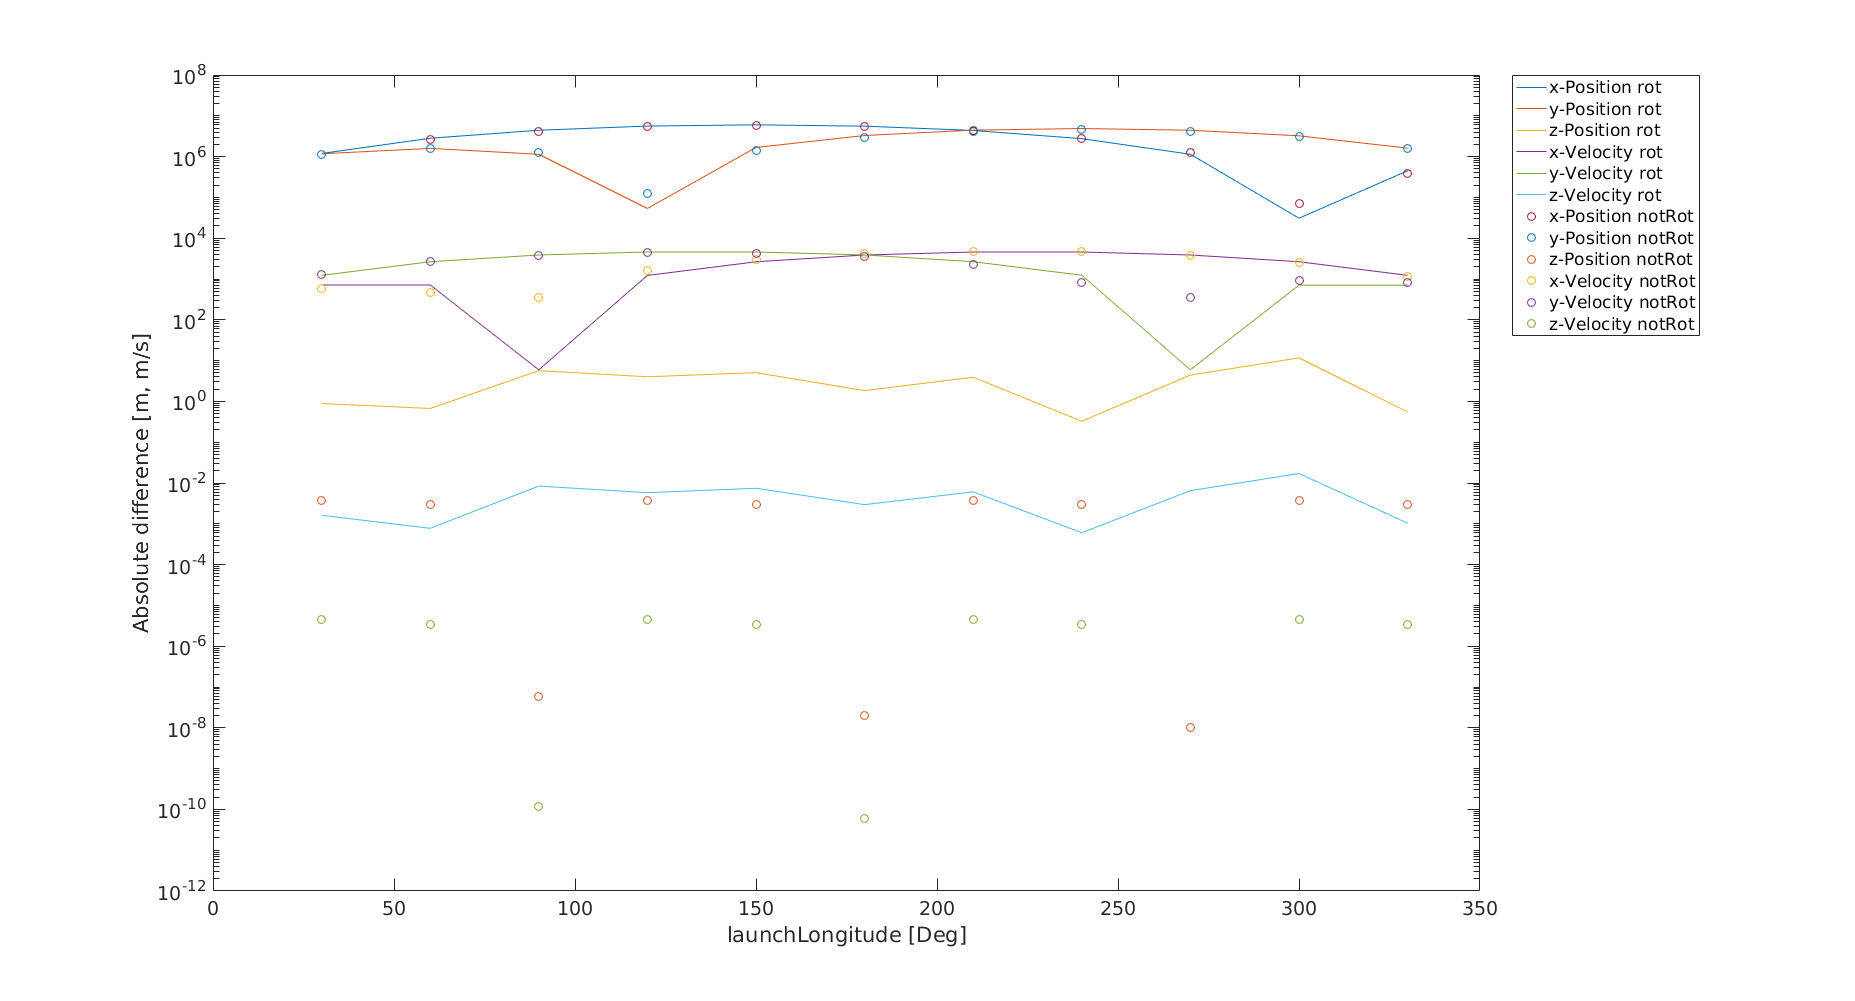 10^8
10^6
10^4
10^2
10^0
10^-2
10^-4
10^-6
10^-8
10^-10
10^-12
Absolute difference [m, m/s]
0 50 100 150 200 250 300 350
launchLongitude [Deg]
x-Position rot
y-Position rot
z-Position rot
x-Velocity rot
y-Velocity rot
z-Velocity rot
x-Position notRot
y-Position notRot
z-Position notRot
x-Velocity notRot
y-Velocity notRot
z-Velocity notRot